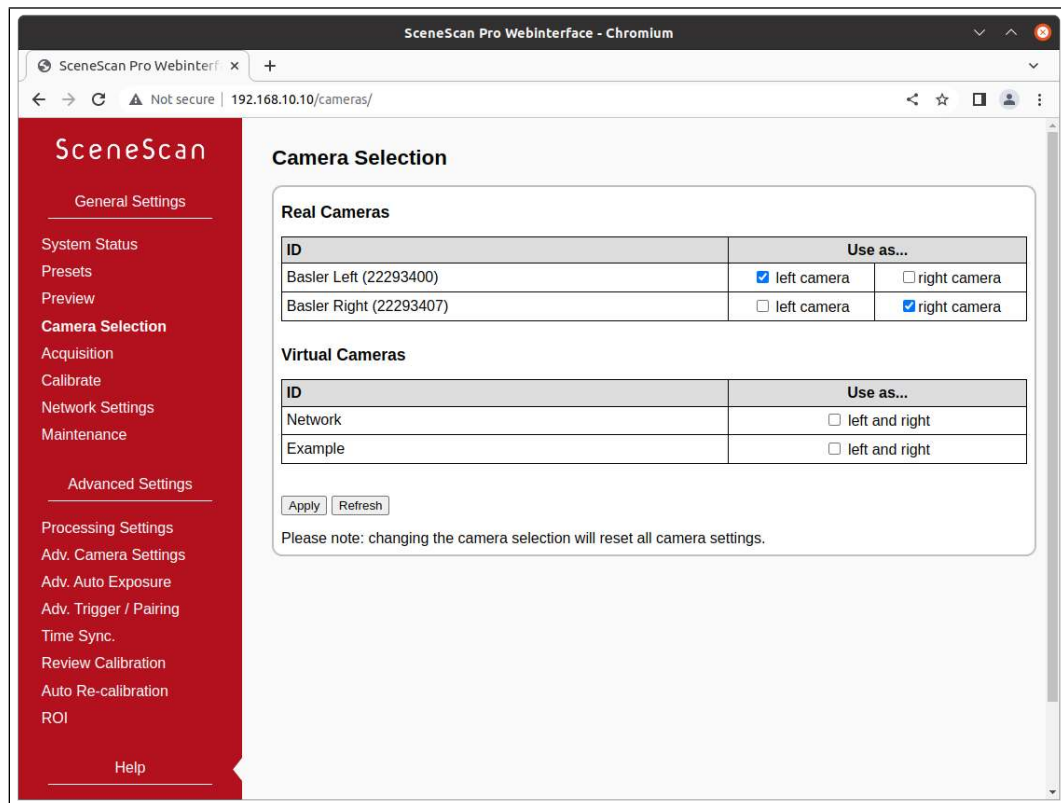 SceneScan Pro Webinterface - Chromium
SceneScan Pro Webinterf
Not secure | 192.168.10.10/cameras/
SceneScan
General Settings
System Status
Presets
Preview
Camera Selection
Acquisition
Calibrate
Network Settings
Maintenance
Advanced Settings
Processing Settings
Adv. Camera Settings
Adv. Auto Exposure
Adv. Trigger / Pairing
Time Sync.
Review Calibration
Auto Re-calibration
ROI
Help
Camera Selection
Real Cameras
ID Use as...
Basler Left (22293400) left camera right camera
Basler Right (22293407) left camera right camera
Virtual Cameras
ID Use as...
Network left and right
Example left and right
Apply Refresh
Please note: changing the camera selection will reset all camera settings.